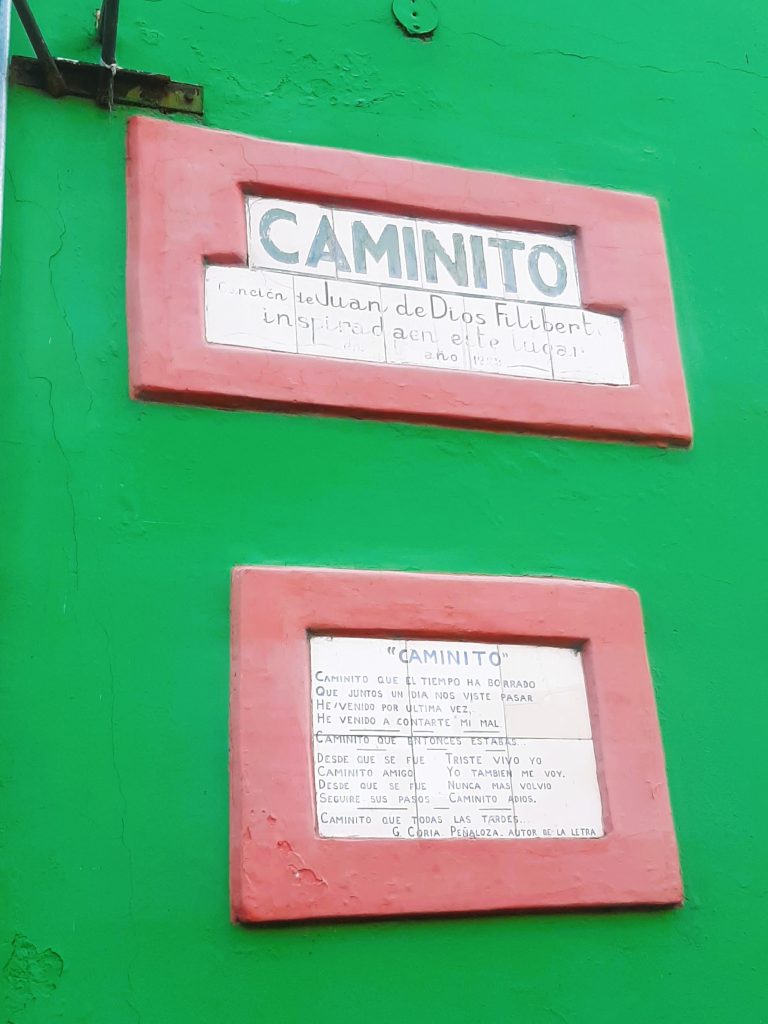 CAMINITO
Canción de Juan de Dios Filibert
inspirada en este lugar
año
"CAMINITO"
CAMINITO QUE EL TIEMPO HA BORRADO
QUE JUNTOS UN DIA NOS VISTE PASAR
HE VENIDO POR ULTIMA VEZ,
HE VENIDO A CONTARTE MI MAL
CAMINITO QUE ENTONCES ESTABAS...
DESDE QUE SE FUE TRISTE VIVO YO
CAMINITO AMIGO YO TAMBIEN ME VOY.
DESDE QUE SE FUE NUNCA MAS VOLVIO
SEGUIRE SUS PASOS CAMINITO ADIOS.
CAMINITO QUE TODAS LAS TARDES...
G. CORIA PEÑALOZA. AUTOR DE LA LETRA